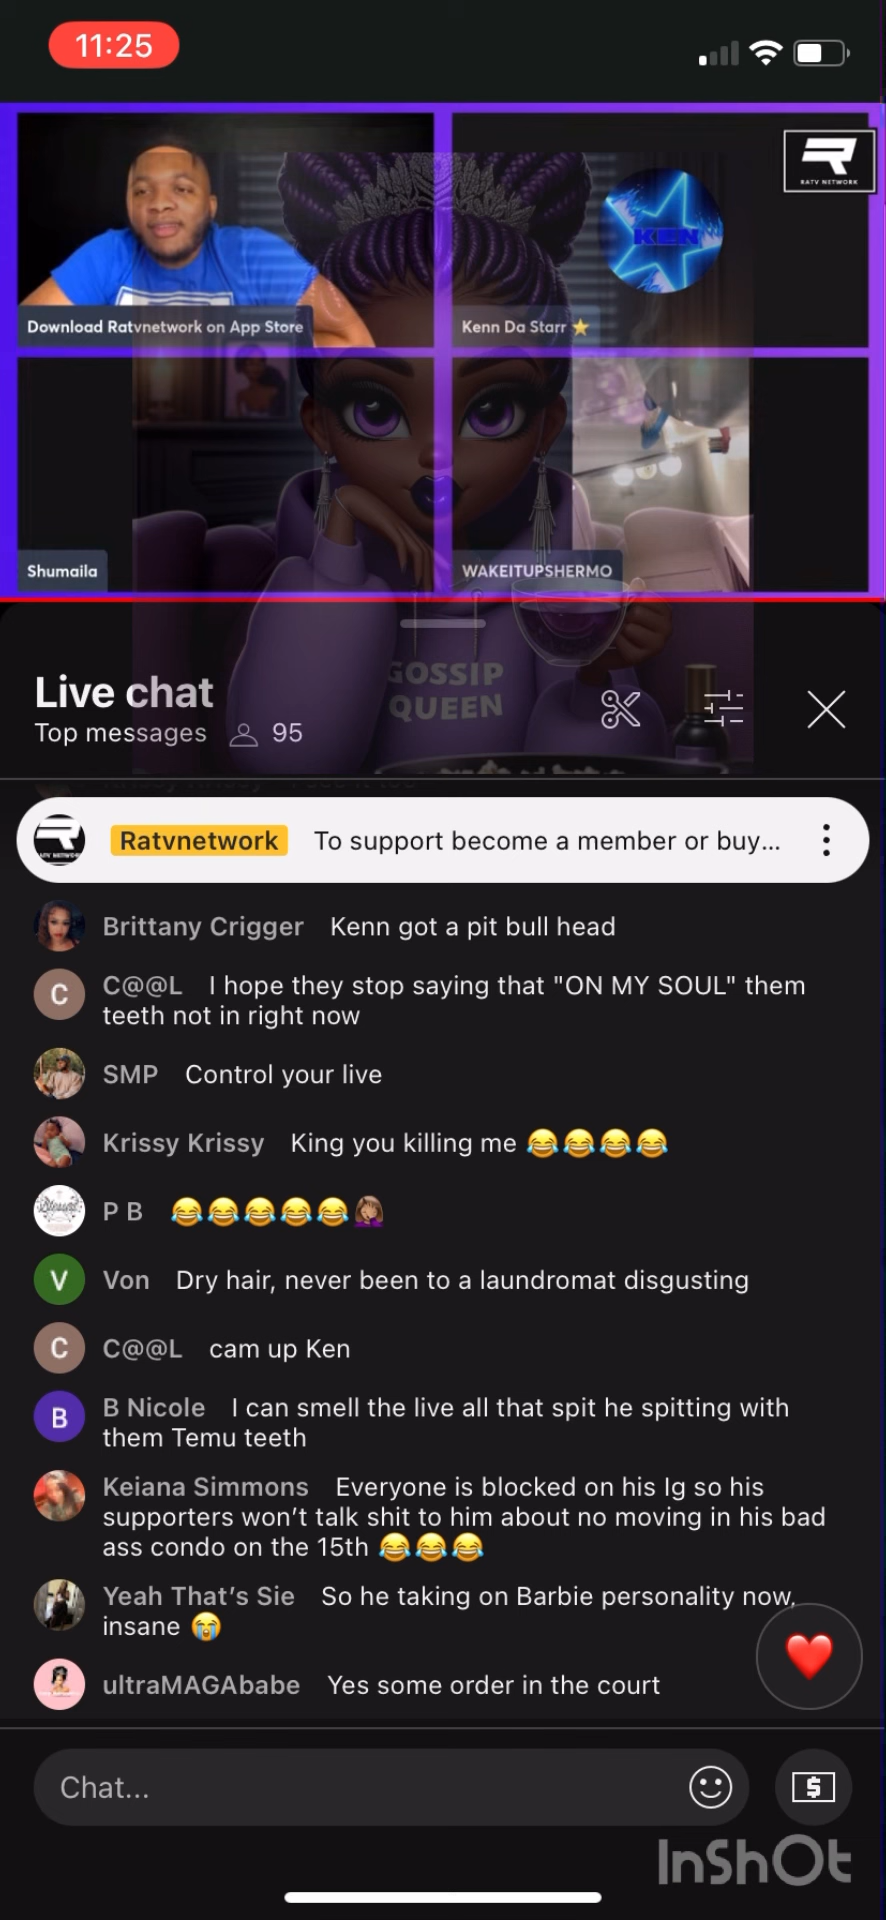 11:25
RATV NETWORK
KEN
Download Ratvnetwork on App Store
Kenn Da Starr ⭐
Shumaila
WAKEITUPSHERMO
GOSSIP
QUEEN
Live chat
Top messages 95
Ratvnetwork To support become a member or buy...
Brittany Crigger Kenn got a pit bull head
C@@L I hope they stop saying that "ON MY SOUL" them
teeth not in right now
SMP Control your live
Krissy Krissy King you killing me 😂😂😂😂
P B 😂😂😂😂😂🤦🏽‍♀️
V Von Dry hair, never been to a laundromat disgusting
C C@@L cam up Ken
B B Nicole I can smell the live all that spit he spitting with
them Temu teeth
Keiana Simmons Everyone is blocked on his Ig so his
supporters won't talk shit to him about no moving in his bad
ass condo on the 15th 😂😂😂
Yeah That's Sie So he taking on Barbie personality now,
insane 😭
ultraMAGAbabe Yes some order in the court
Chat...
InShOt